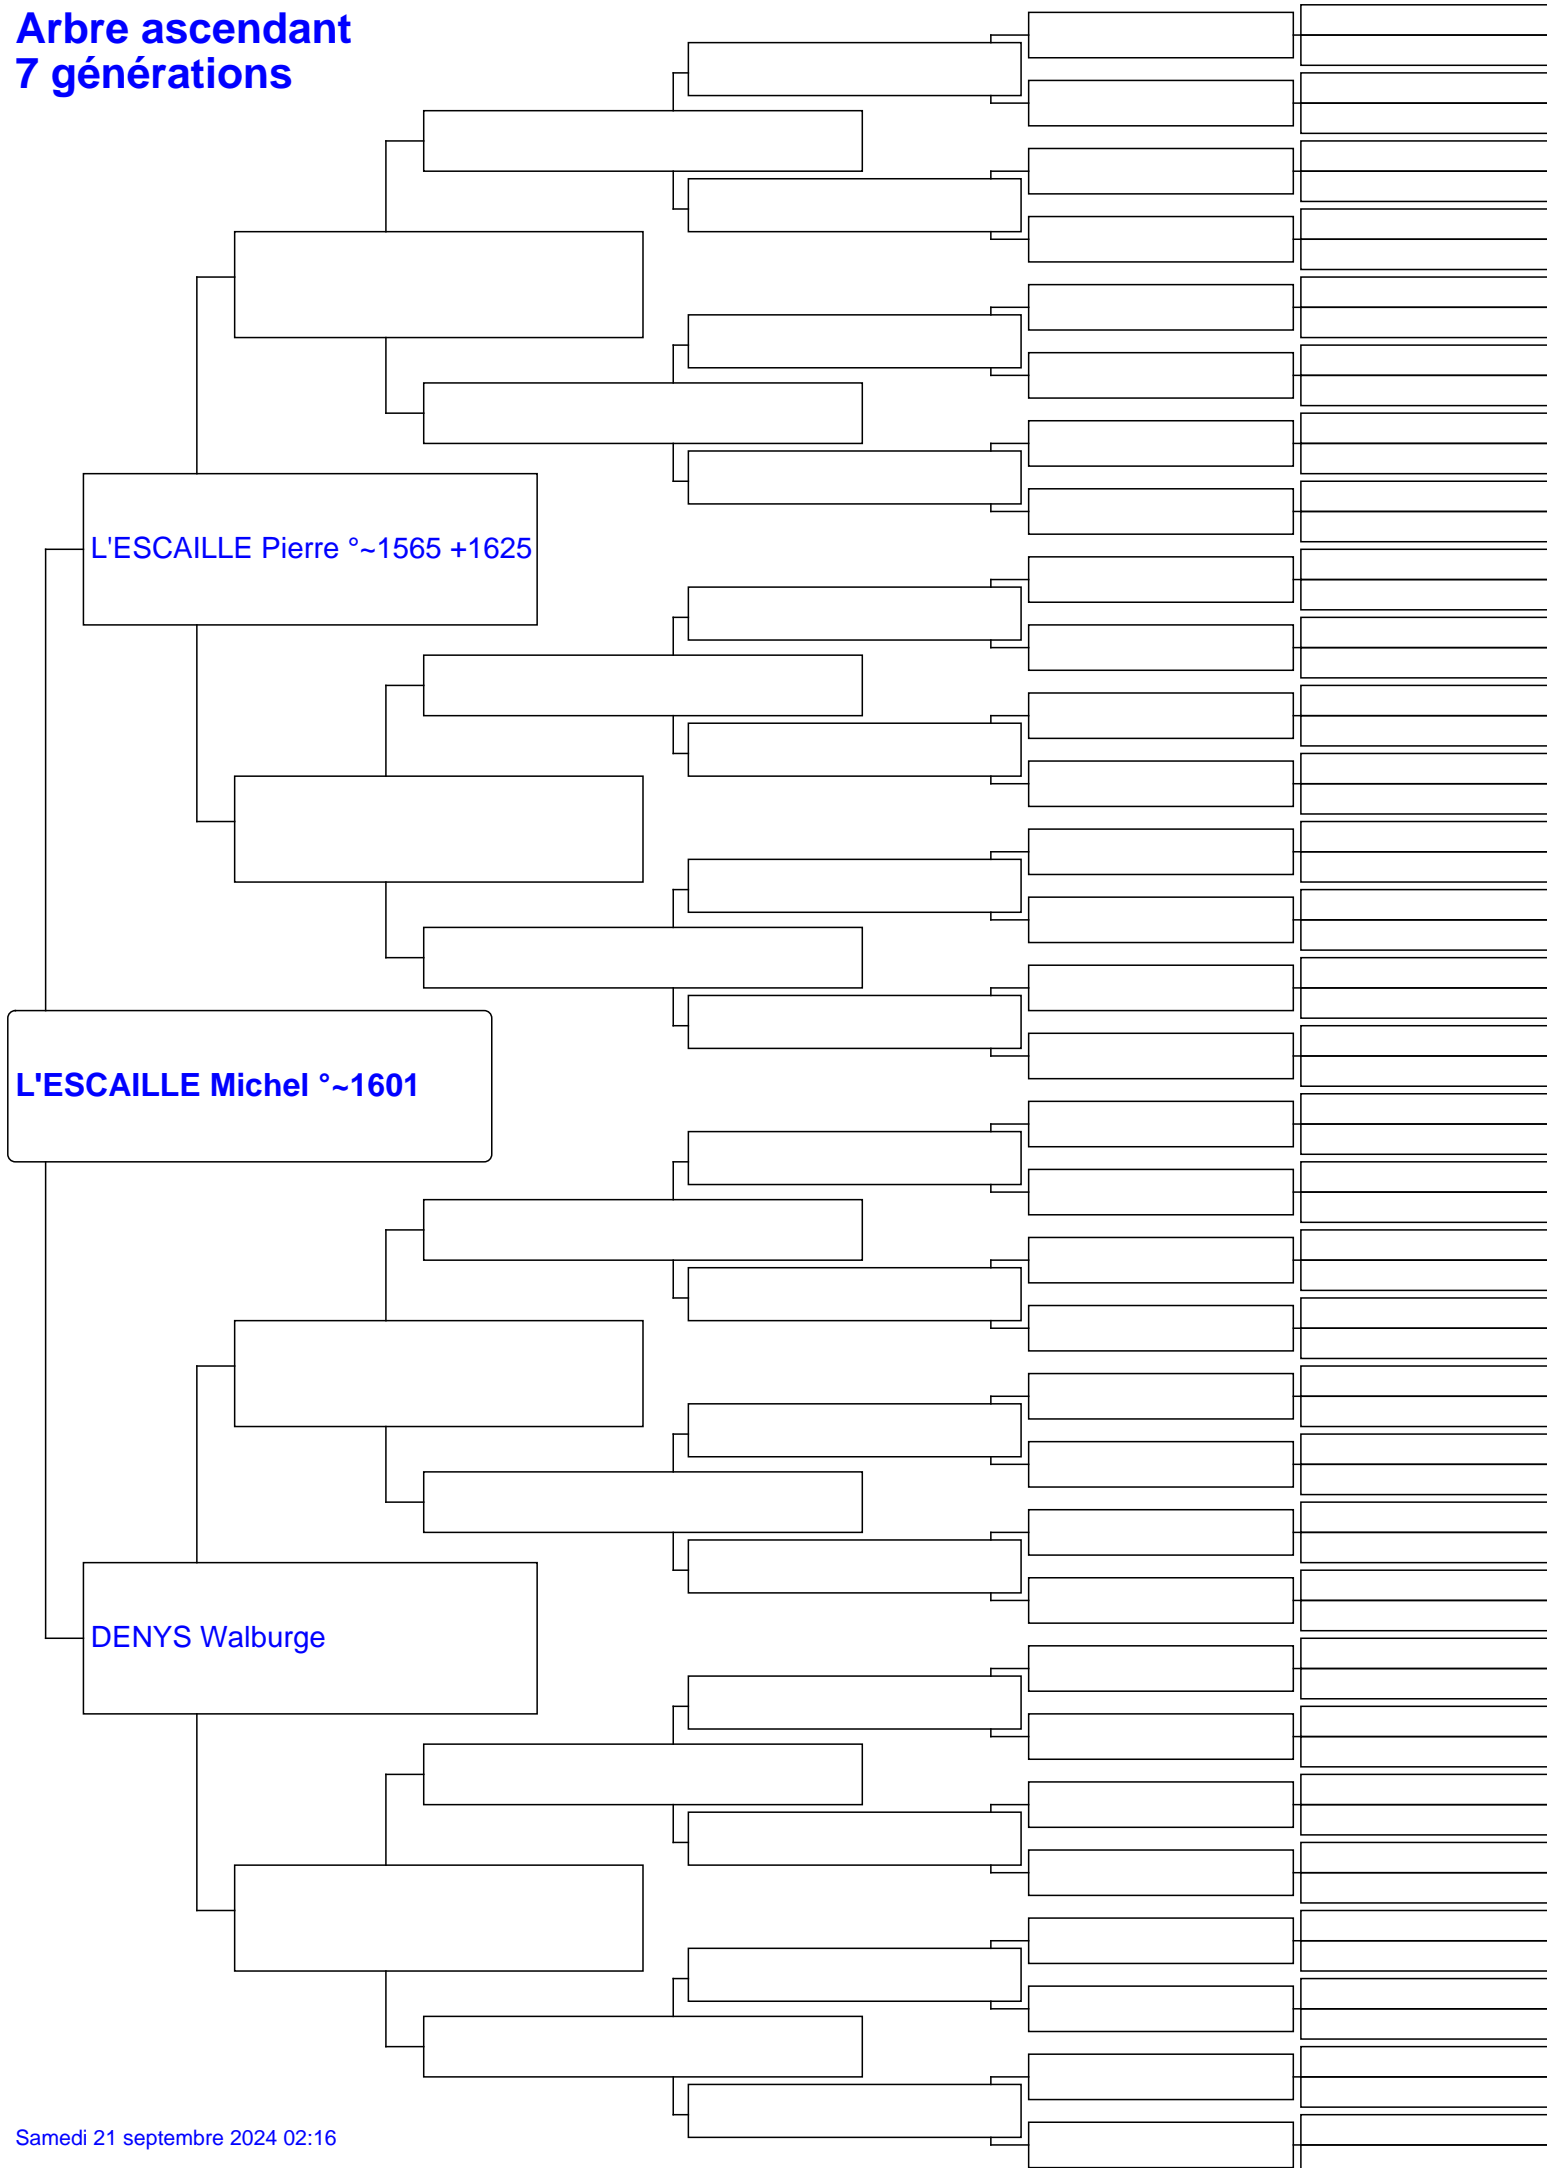 Arbre ascendant
7 générations
L'ESCAILLE Pierre °~1565 +1625
L'ESCAILLE Michel °~1601
DENYS Walburge
Samedi 21 septembre 2024 02:16